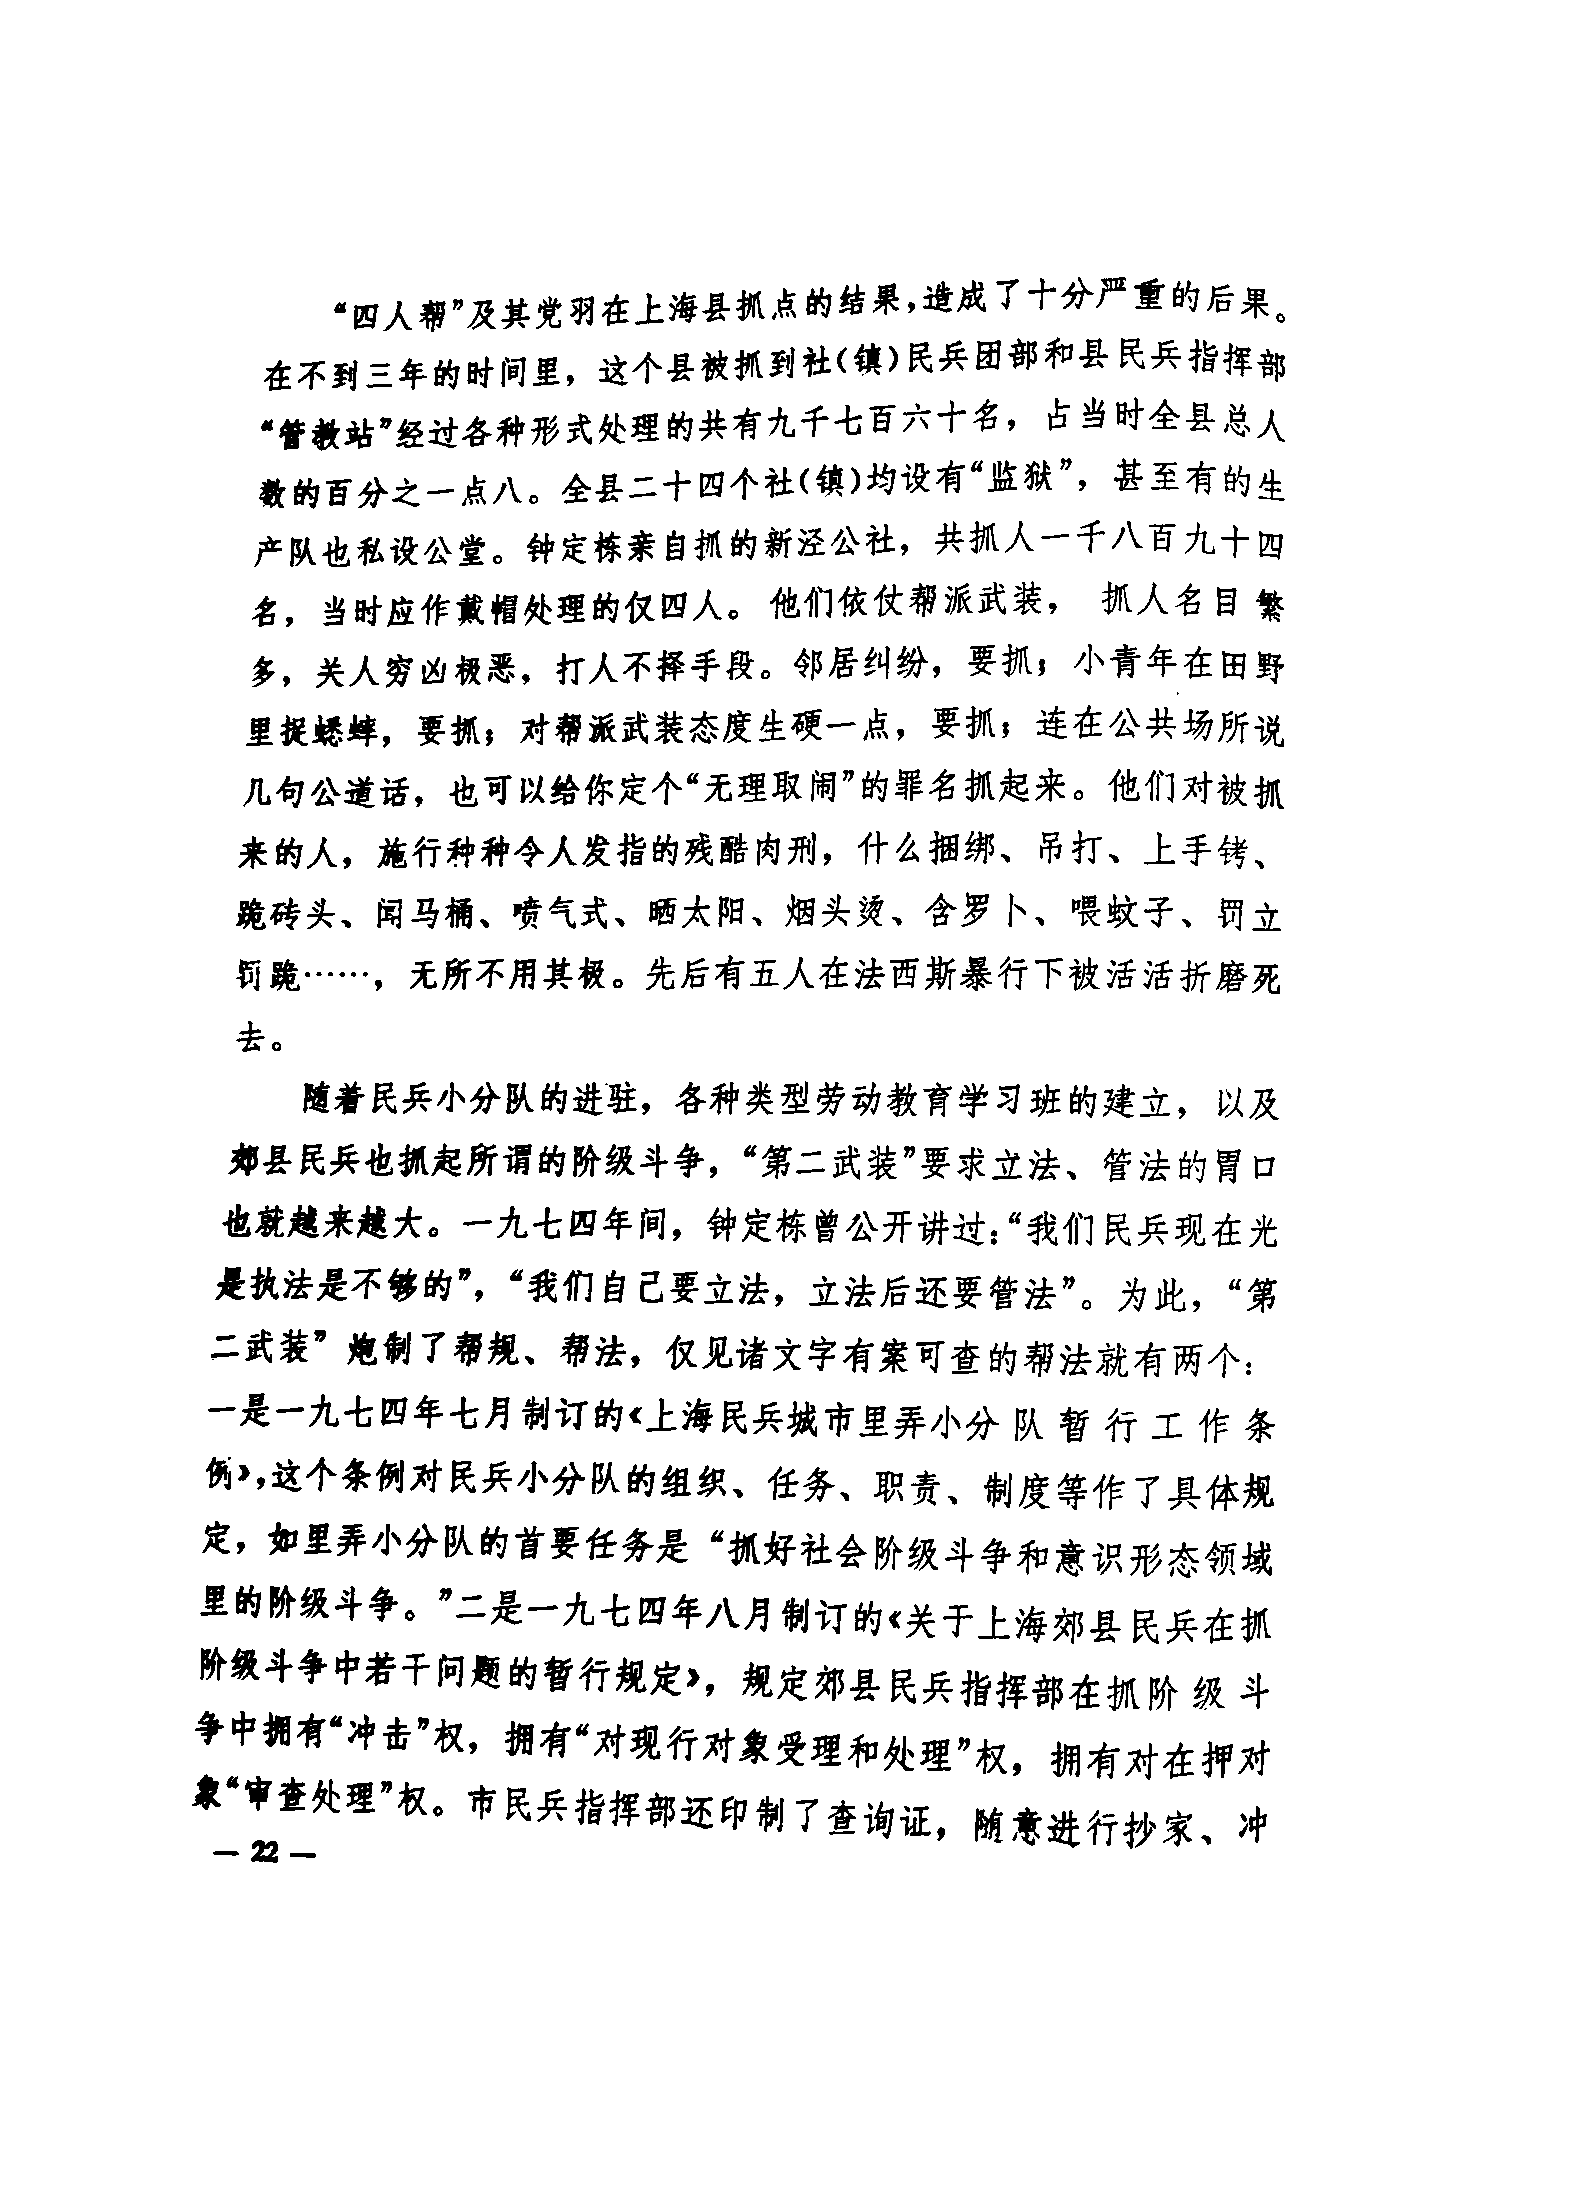 “四人帮”及其党羽在上海县抓点的结果，造成了十分严重的后果。
在不到三年的时间里，这个县被抓到社(镇)民兵团部和县民兵指挥部
“管教站”经过各种形式处理的共有九千七百六十名，占当时全县总人
数的百分之一点八。全县二十四个社(镇)均设有“监狱”，甚至有的生
产队也私设公堂。钟定栋亲自抓的新泾公社，共抓人一千八百九十四
名，当时应作戴帽处理的仅四人。他们依仗帮派武装，抓人名目繁
多，关人穷凶极恶，打人不择手段。邻居纠纷，要抓；小青年在田野
里捉蟋蟀，要抓；对帮派武装态度生硬一点，要抓；连在公共场所说
几句公道话，也可以给你定个“无理取闹”的罪名抓起来。他们对被抓
来的人，施行种种令人发指的残酷肉刑，什么捆绑、吊打、上手铐、
跪砖头、闻马桶、喷气式、晒太阳、烟头烫、含罗卜、喂蚊子、罚立
罚跪……，无所不用其极。先后有五人在法西斯暴行下被活活折磨死
去。
随着民兵小分队的进驻，各种类型劳动教育学习班的建立，以及
郊县民兵也抓起所谓的阶级斗争，“第二武装”要求立法、管法的胃口
也就越来越大。一九七四年间，钟定栋曾公开讲过：“我们民兵现在光
是执法是不够的”，“我们自己要立法，立法后还要管法”。为此，“第
二武装”炮制了帮规、帮法，仅见诸文字有案可查的帮法就有两个：
一是一九七四年七月制订的《上海民兵城市里弄小分队暂行工作条
例》，这个条例对民兵小分队的组织、任务、职责、制度等作了具体规
定，如里弄小分队的首要任务是“抓好社会阶级斗争和意识形态领域
里的阶级斗争。”二是一九七四年八月制订的《关于上海郊县民兵在抓
阶级斗争中若干问题的暂行规定》，规定郊县民兵指挥部在抓阶级斗
争中拥有“冲击”权，拥有“对现行对象受理和处理”权，拥有对在押对
象“审查处理”权。市民兵指挥部还印制了查询证，随意进行抄家、冲
— 22 —